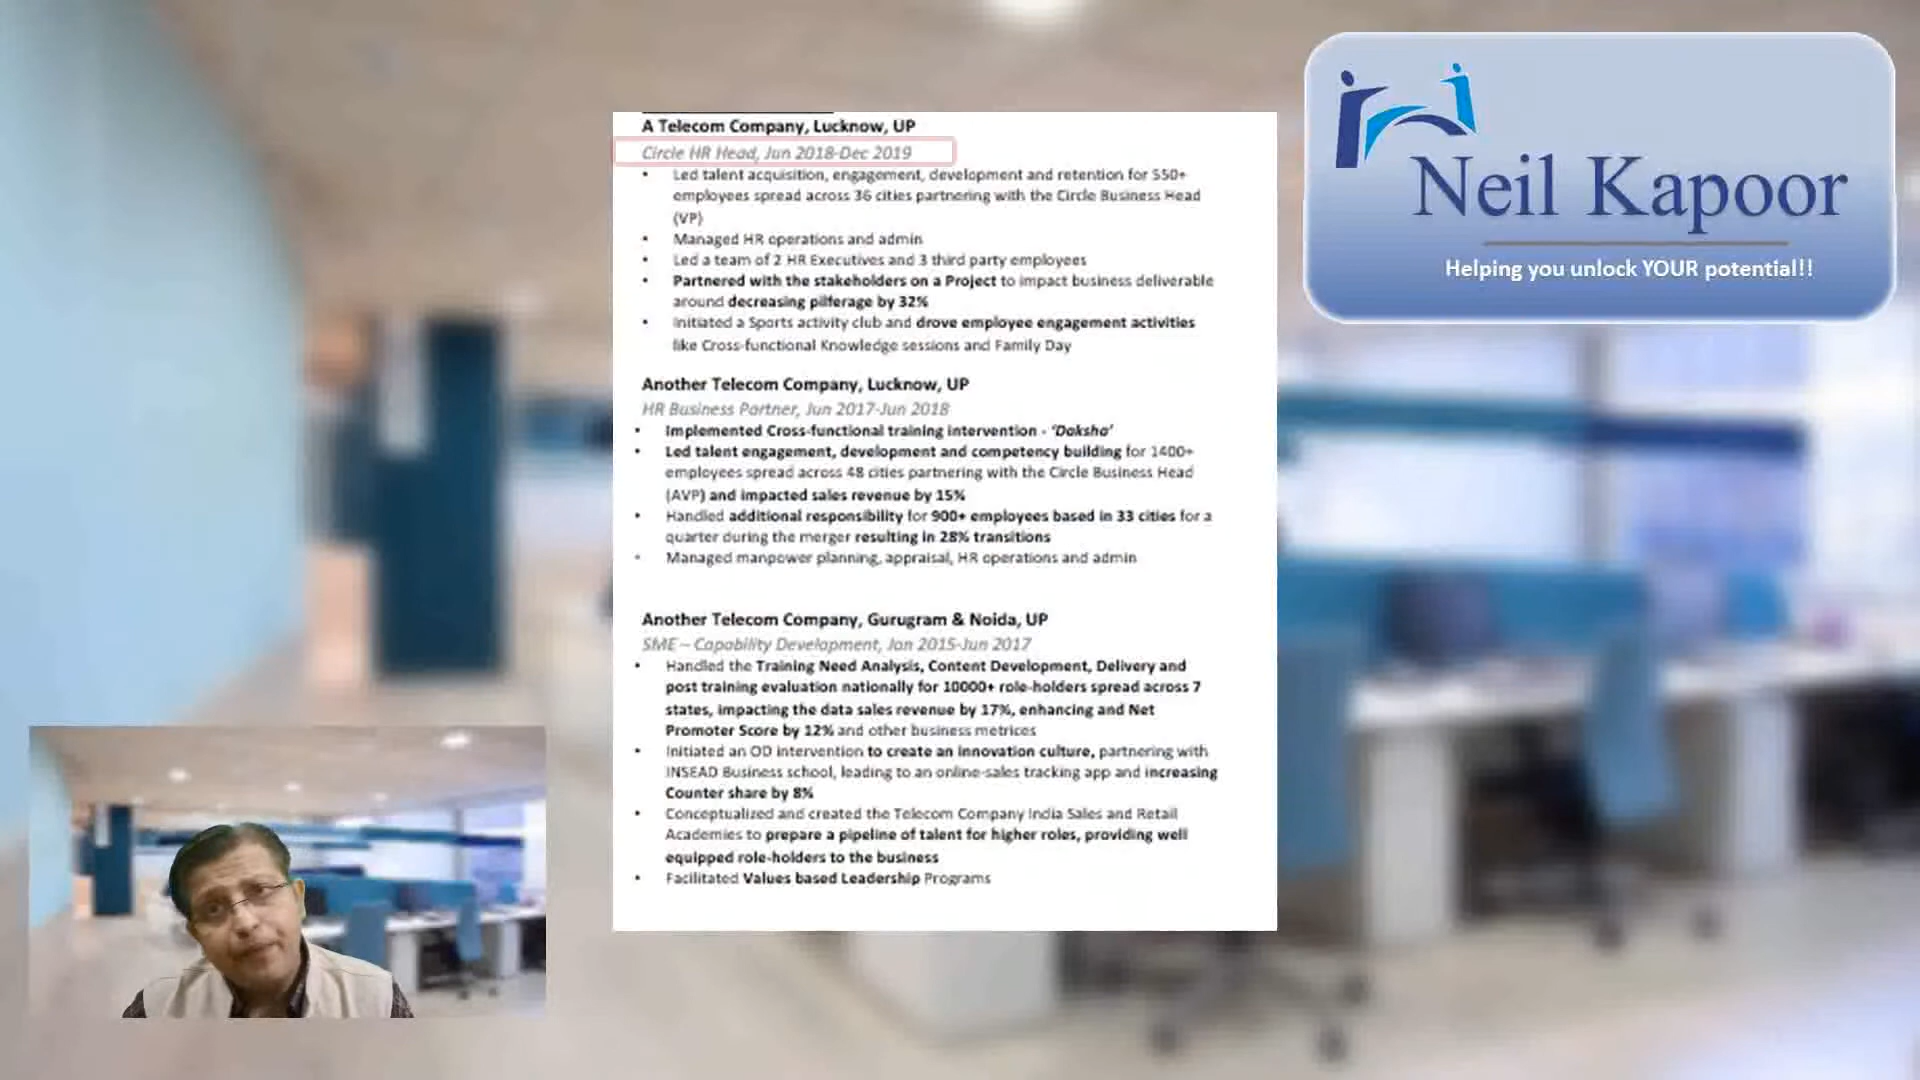 A Telecom Company, Lucknow, UP
Circle HR Head, Jun 2018-Dec 2019
• Led talent acquisition, engagement, development and retention for 550+
employees spread across 36 cities partnering with the Circle Business Head
(VP)
• Managed HR operations and admin
• Led a team of 2 HR Executives and 3 third party employees
• Partnered with the stakeholders on a Project to impact business deliverable
around decreasing pilferage by 32%
• Initiated a Sports activity club and drove employee engagement activities
like Cross-functional Knowledge sessions and Family Day
Another Telecom Company, Lucknow, UP
HR Business Partner, Jun 2017-Jun 2018
• Implemented Cross-functional training intervention - ‘Daksha’
• Led talent engagement, development and competency building for 1400+
employees spread across 48 cities partnering with the Circle Business Head
(AVP) and impacted sales revenue by 15%
• Handled additional responsibility for 900+ employees based in 33 cities for a
quarter during the merger resulting in 28% transitions
• Managed manpower planning, appraisal, HR operations and admin
Another Telecom Company, Gurugram & Noida, UP
SME – Capability Development, Jan 2015-Jun 2017
• Handled the Training Need Analysis, Content Development, Delivery and
post training evaluation nationally for 10000+ role-holders spread across 7
states, impacting the data sales revenue by 17%, enhancing and Net
Promoter Score by 12% and other business metrices
• Initiated an OD intervention to create an innovation culture, partnering with
INSEAD Business school, leading to an online-sales tracking app and increasing
Counter share by 8%
• Conceptualized and created the Telecom Company India Sales and Retail
Academies to prepare a pipeline of talent for higher roles, providing well
equipped role-holders to the business
• Facilitated Values based Leadership Programs
Neil Kapoor
Helping you unlock YOUR potential!!